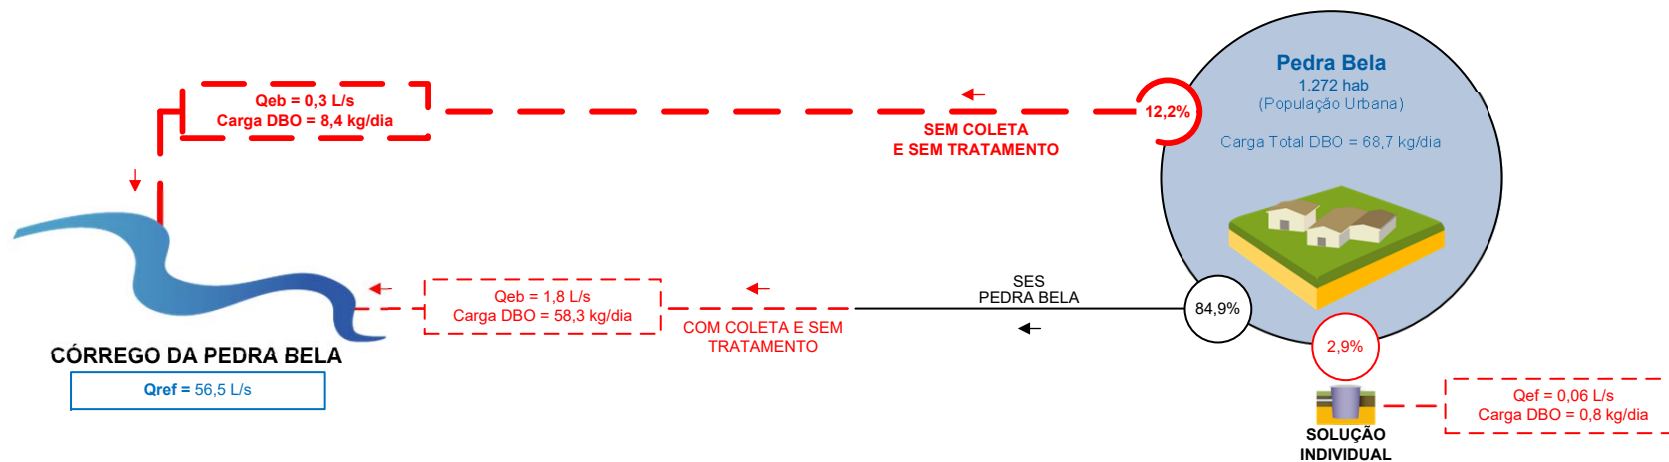 Pedra Bela
1.272 hab
(População Urbana)
Carga Total DBO = 68,7 kg/dia
Qeb = 0,3 L/s
Carga DBO = 8,4 kg/dia
12,2%
SEM COLETA
E SEM TRATAMENTO
SES
PEDRA BELA
84,9%
Qeb = 1,8 L/s
Carga DBO = 58,3 kg/dia
COM COLETA E SEM
TRATAMENTO
CÓRREGO DA PEDRA BELA
Qref = 56,5 L/s
2,9%
Qef = 0,06 L/s
Carga DBO = 0,8 kg/dia
SOLUÇÃO
INDIVIDUAL